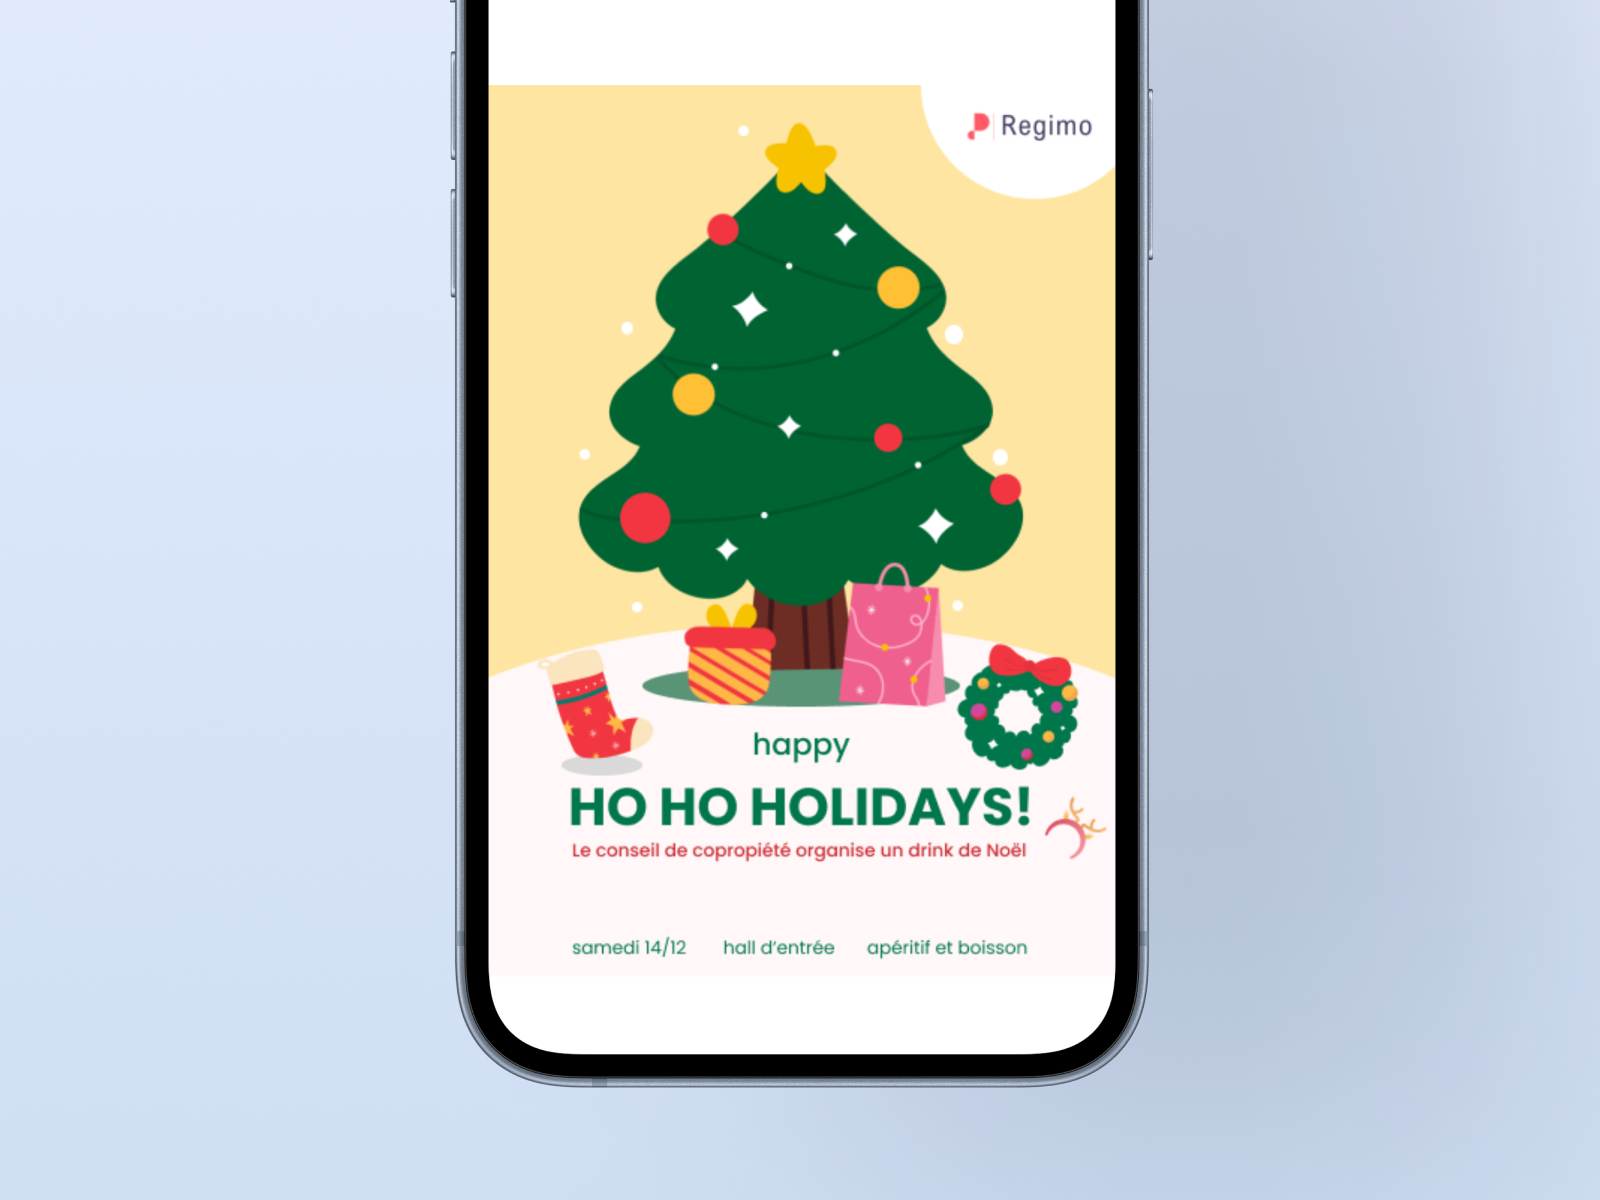 Regimo
happy
HO HO HOLIDAYS!
Le conseil de copropiété organise un drink de Noël
samedi 14/12 hall d'entrée apéritif et boisson